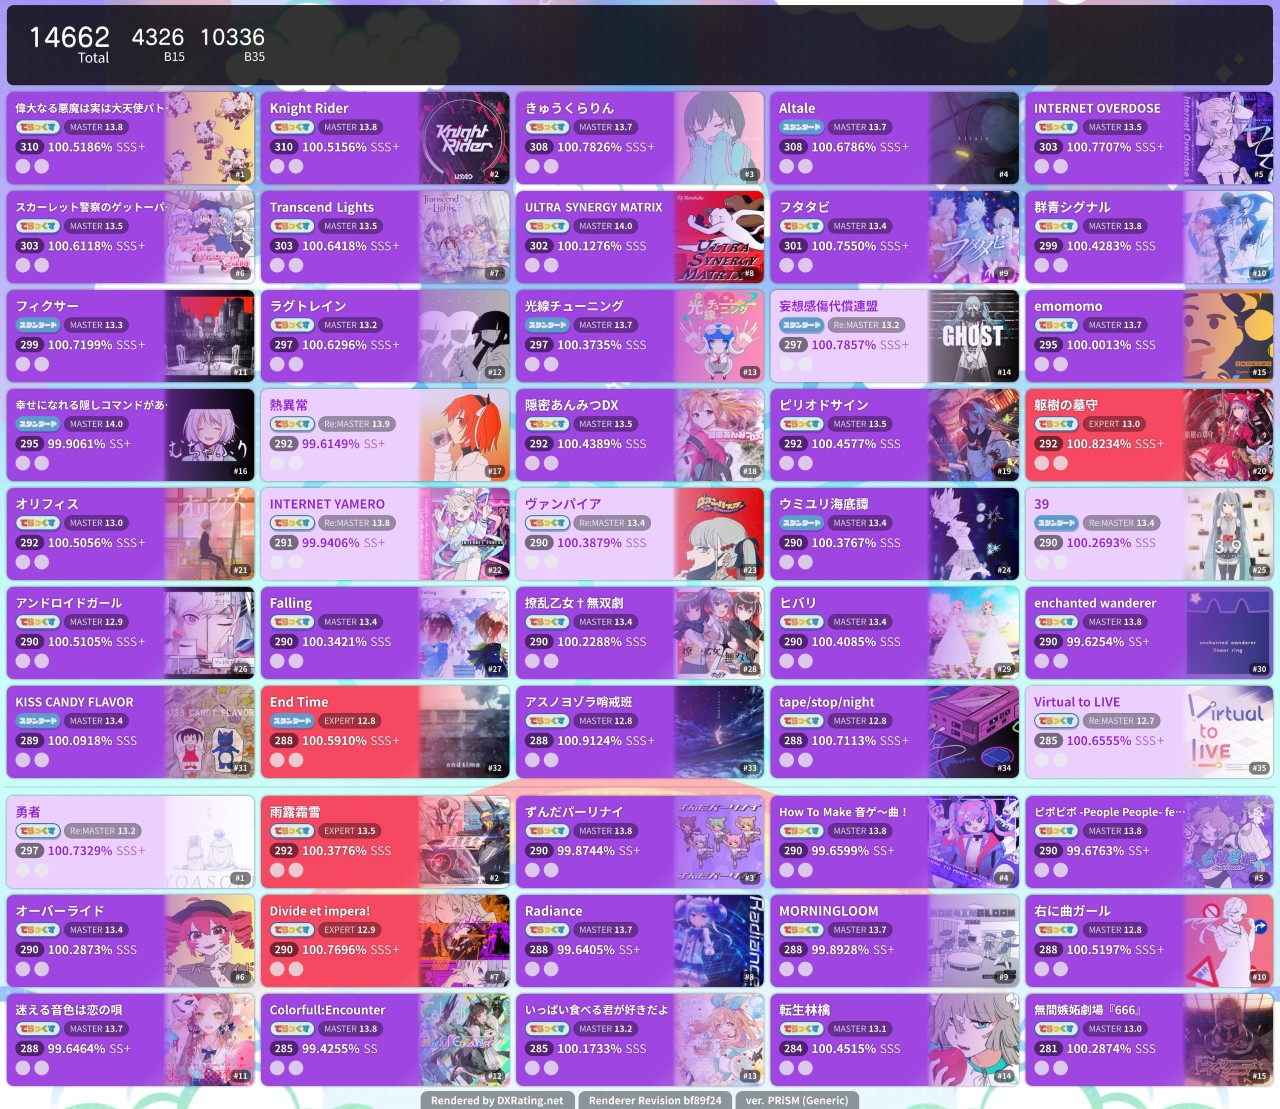 14662 4326 10336
Total B15 B35
偉大なる悪魔は実は大天使パト…
でらっくす MASTER 13.8
310 100.5186% SSS+
#1
Knight Rider
でらっくす MASTER 13.8
310 100.5156% SSS+
#2
きゅうくらりん
でらっくす MASTER 13.7
308 100.7826% SSS+
#3
Altale
スタンダード MASTER 13.7
308 100.6786% SSS+
#4
INTERNET OVERDOSE
でらっくす MASTER 13.5
303 100.7707% SSS+
#5
スカーレット警察のゲットーパ…
でらっくす MASTER 13.5
303 100.6118% SSS+
#6
Transcend Lights
でらっくす MASTER 13.5
303 100.6418% SSS+
#7
ULTRA SYNERGY MATRIX
でらっくす MASTER 14.0
302 100.1276% SSS
#8
フタタビ
でらっくす MASTER 13.4
301 100.7550% SSS+
#9
群青シグナル
でらっくす MASTER 13.8
299 100.4283% SSS
#10
フィクサー
スタンダード MASTER 13.3
299 100.7199% SSS+
#11
ラグトレイン
でらっくす MASTER 13.2
297 100.6296% SSS+
#12
光線チューニング
スタンダード MASTER 13.7
297 100.3735% SSS
#13
妄想感傷代償連盟
スタンダード Re:MASTER 13.2
297 100.7857% SSS+
GHOST
#14
emomomo
でらっくす MASTER 13.7
295 100.0013% SSS
#15
幸せになれる隠しコマンドがあ…
スタンダード MASTER 14.0
295 99.9061% SS+
#16
熱異常
でらっくす Re:MASTER 13.9
292 99.6149% SS+
#17
隠密あんみつDX
でらっくす MASTER 13.5
292 100.4389% SSS
#18
ピリオドサイン
でらっくす MASTER 13.5
292 100.4577% SSS
#19
躯樹の墓守
でらっくす EXPERT 13.0
292 100.8234% SSS+
#20
オリフィス
でらっくす MASTER 13.0
292 100.5056% SSS+
#21
INTERNET YAMERO
でらっくす Re:MASTER 13.8
291 99.9406% SS+
#22
ヴァンパイア
でらっくす Re:MASTER 13.4
290 100.3879% SSS
#23
ウミユリ海底譚
スタンダード MASTER 13.4
290 100.3767% SSS
#24
39
スタンダード Re:MASTER 13.4
290 100.2693% SSS
#25
アンドロイドガール
でらっくす MASTER 12.9
290 100.5105% SSS+
#26
Falling
でらっくす MASTER 13.4
290 100.3421% SSS
#27
撩乱乙女†無双劇
でらっくす MASTER 13.4
290 100.2288% SSS
#28
ヒバリ
でらっくす MASTER 13.4
290 100.4085% SSS
#29
enchanted wanderer
でらっくす MASTER 13.8
290 99.6254% SS+
enchanted wanderer
linear ring
#30
KISS CANDY FLAVOR
スタンダード MASTER 13.4
289 100.0918% SSS
KISS CANDY FLAVOR
#31
End Time
スタンダード EXPERT 12.8
288 100.5910% SSS+
endtime
#32
アスノヨゾラ哨戒班
でらっくす MASTER 12.8
288 100.9124% SSS+
#33
tape/stop/night
でらっくす MASTER 12.8
288 100.7113% SSS+
#34
Virtual to LIVE
でらっくす Re:MASTER 12.7
285 100.6555% SSS+
Virtual
to
LIVE
#35
勇者
でらっくす Re:MASTER 13.2
297 100.7329% SSS+
#1
雨露霜雪
でらっくす EXPERT 13.5
292 100.3776% SSS
#2
ずんだパーリナイ
でらっくす MASTER 13.8
290 99.8744% SS+
#3
How To Make 音ゲ～曲！
でらっくす MASTER 13.8
290 99.6599% SS+
#4
ピポピポ -People People- fe…
でらっくす MASTER 13.8
290 99.6763% SS+
#5
オーバーライド
でらっくす MASTER 13.4
290 100.2873% SSS
#6
Divide et impera!
でらっくす EXPERT 12.9
290 100.7696% SSS+
#7
Radiance
でらっくす MASTER 13.7
288 99.6405% SS+
Radiance
#8
MORNINGLOOM
でらっくす MASTER 13.7
288 99.8928% SS+
MORNINGLOOM
#9
右に曲ガール
でらっくす MASTER 12.8
288 100.5197% SSS+
#10
迷える音色は恋の唄
でらっくす MASTER 13.7
288 99.6464% SS+
#11
Colorfull:Encounter
でらっくす MASTER 13.8
285 99.4255% SS
#12
いっぱい食べる君が好きだよ
でらっくす MASTER 13.2
285 100.1733% SSS
#13
転生林檎
でらっくす MASTER 13.1
284 100.4515% SSS
#14
無間嫉妬劇場『666』
でらっくす MASTER 13.0
281 100.2874% SSS
#15
Rendered by DXRating.net Renderer Revision bf89f24 ver. PRiSM (Generic)